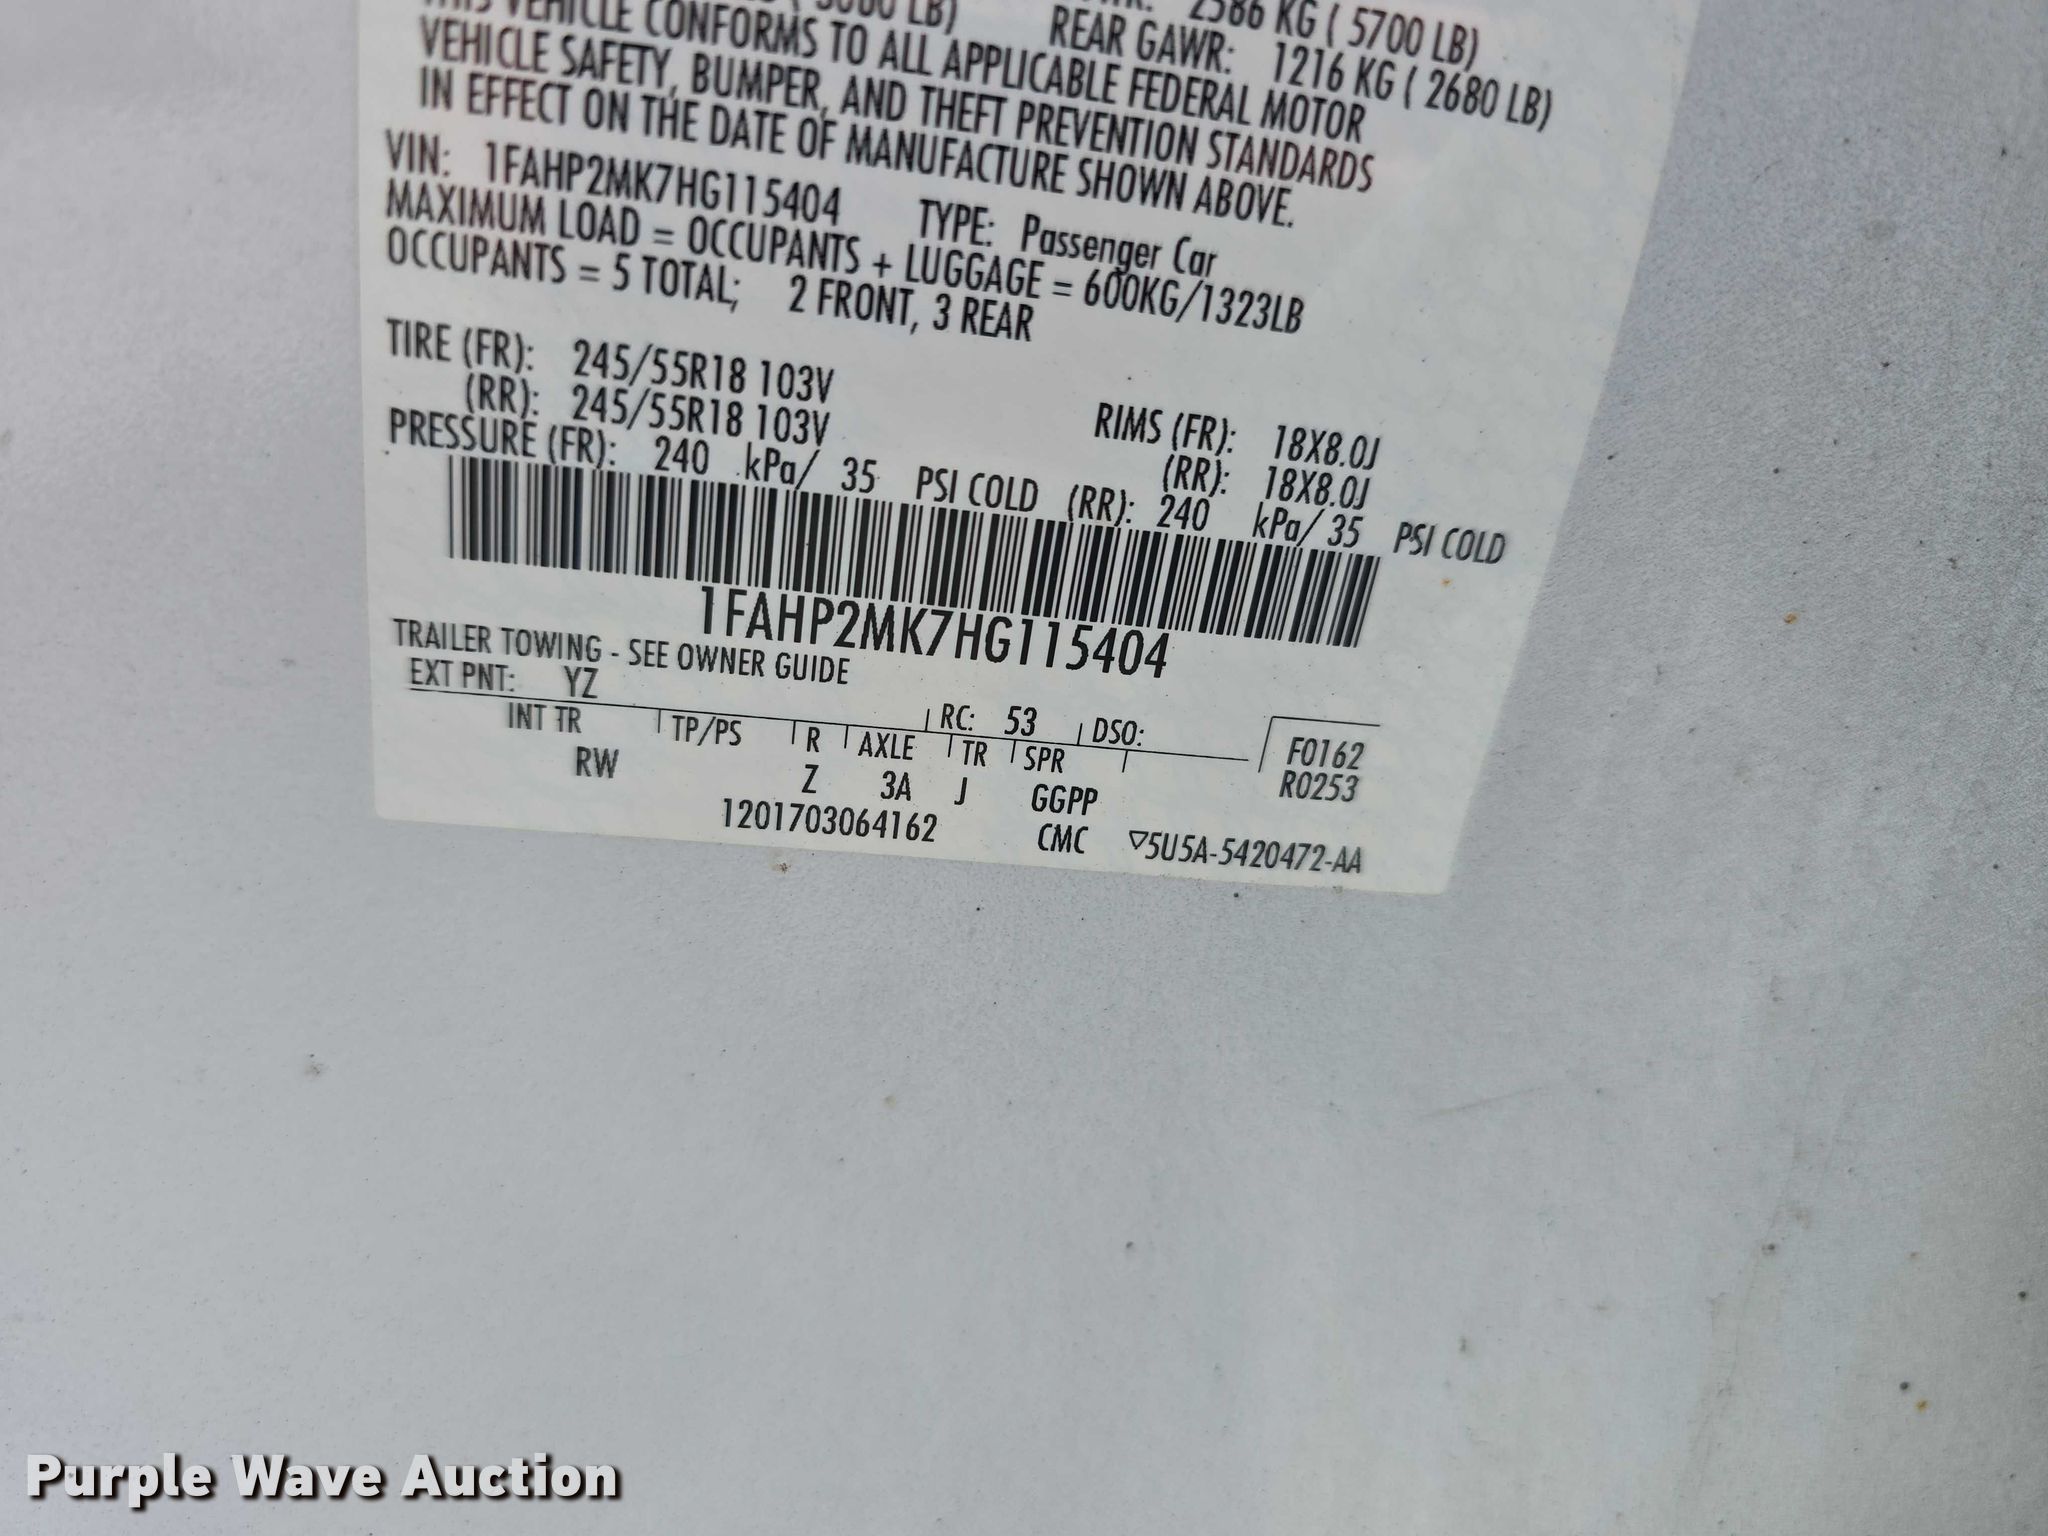 2586 KG ( 5700 LB)
LB) REAR GAWR: 1216 KG ( 2680 LB)
THIS VEHICLE CONFORMS TO ALL APPLICABLE FEDERAL MOTOR
VEHICLE SAFETY, BUMPER, AND THEFT PREVENTION STANDARDS
IN EFFECT ON THE DATE OF MANUFACTURE SHOWN ABOVE.
VIN: 1FAHP2MK7HG115404 TYPE: Passenger Car
MAXIMUM LOAD = OCCUPANTS + LUGGAGE = 600KG/1323LB
OCCUPANTS = 5 TOTAL; 2 FRONT, 3 REAR
TIRE (FR): 245/55R18 103V RIMS (FR): 18X8.0J
(RR): 245/55R18 103V (RR): 18X8.0J
PRESSURE (FR): 240 kPa/ 35 PSI COLD (RR): 240 kPa/ 35 PSI COLD
1FAHP2MK7HG115404
TRAILER TOWING - SEE OWNER GUIDE
EXT PNT: YZ RC: 53 DSO:
INT TR TP/PS R AXLE TR SPR F0162
RW Z 3A J GGPP R0253
1201703064162 CMC ▽5U5A-5420472-AA
Purple Wave Auction